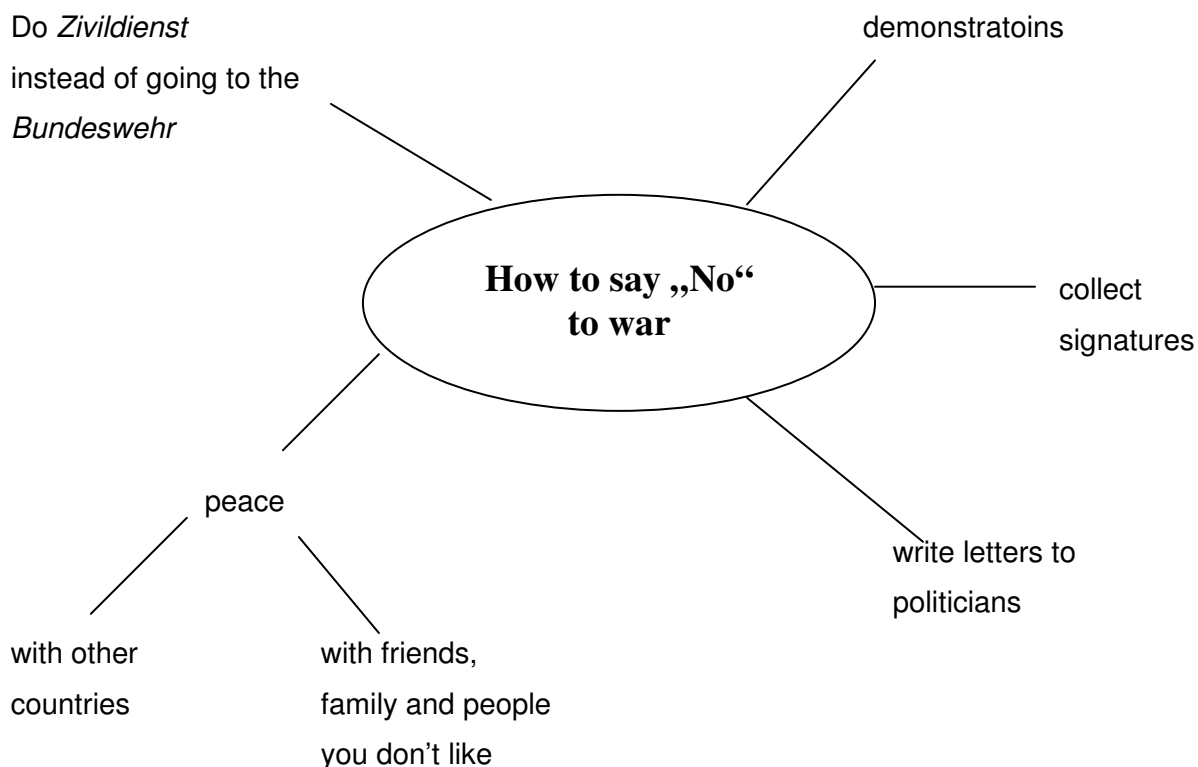 Do Zivildienst
instead of going to the
Bundeswehr
demonstratoins
How to say „No“
to war
collect
signatures
peace
write letters to
politicians
with other
countries
with friends,
family and people
you don't like